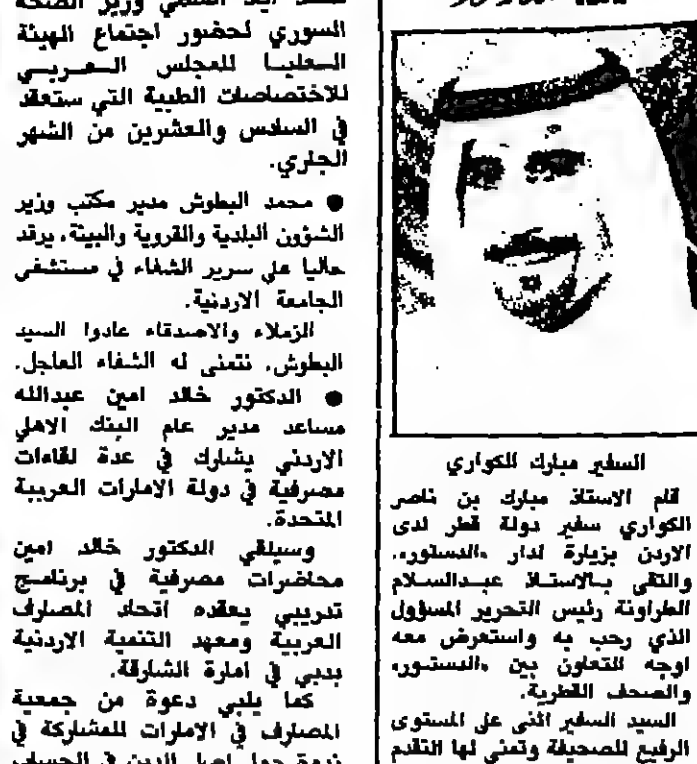 وزير الصحة
السوري لحضور اجتماع الهيئة
العليا للمجلس العربي
للاختصاصات الطبية التي ستعقد
في السادس والعشرين من الشهر
الجاري.
● محمد البطوش مدير مكتب وزير
الشؤون البلدية والقروية والبيئة، يرقد
حاليا على سرير الشفاء في مستشفى
الجامعة الاردنية.
الزملاء والاصدقاء عادوا السيد
البطوش، نتمنى له الشفاء العاجل.
● الدكتور خالد امين عبدالله
مساعد مدير عام البنك الاهلي
الاردني يشارك في عدة لقاءات
مصرفية في دولة الامارات العربية
المتحدة.
وسيلقي الدكتور خالد امين
محاضرات مصرفية في برنامج
تدريبي يعقده اتحاد المصارف
العربية ومعهد التنمية الاردنية
بدبي في امارة الشارقة.
كما يلبي دعوة من جمعية
المصارف في الامارات للمشاركة في
السفير مبارك الكواري
قام الاستاذ مبارك بن ناصر
الكواري سفير دولة قطر لدى
الاردن بزيارة لدار «الدستور»،
والتقى بالاستاذ عبدالسلام
الطراونة رئيس التحرير المسؤول
الذي رحب به واستعرض معه
اوجه التعاون بين «الدستور»
والصحف القطرية.
السيد السفير اثنى على المستوى
الرفيع للصحيفة وتمنى لها التقدم